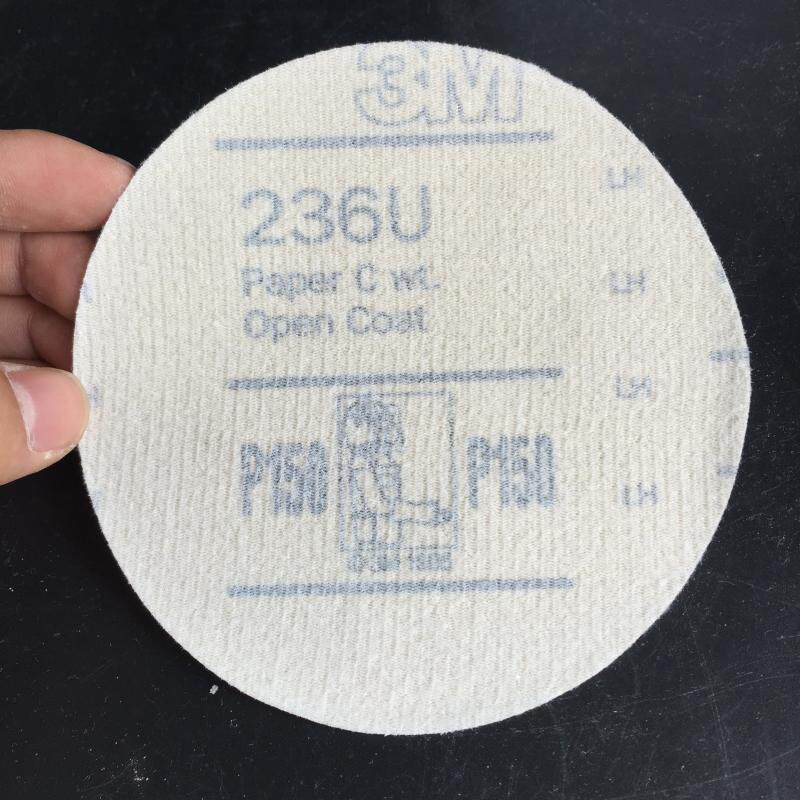 3M
236U
Paper C wt.
Open Coat
P150 P150
LH
LH
LH
LH